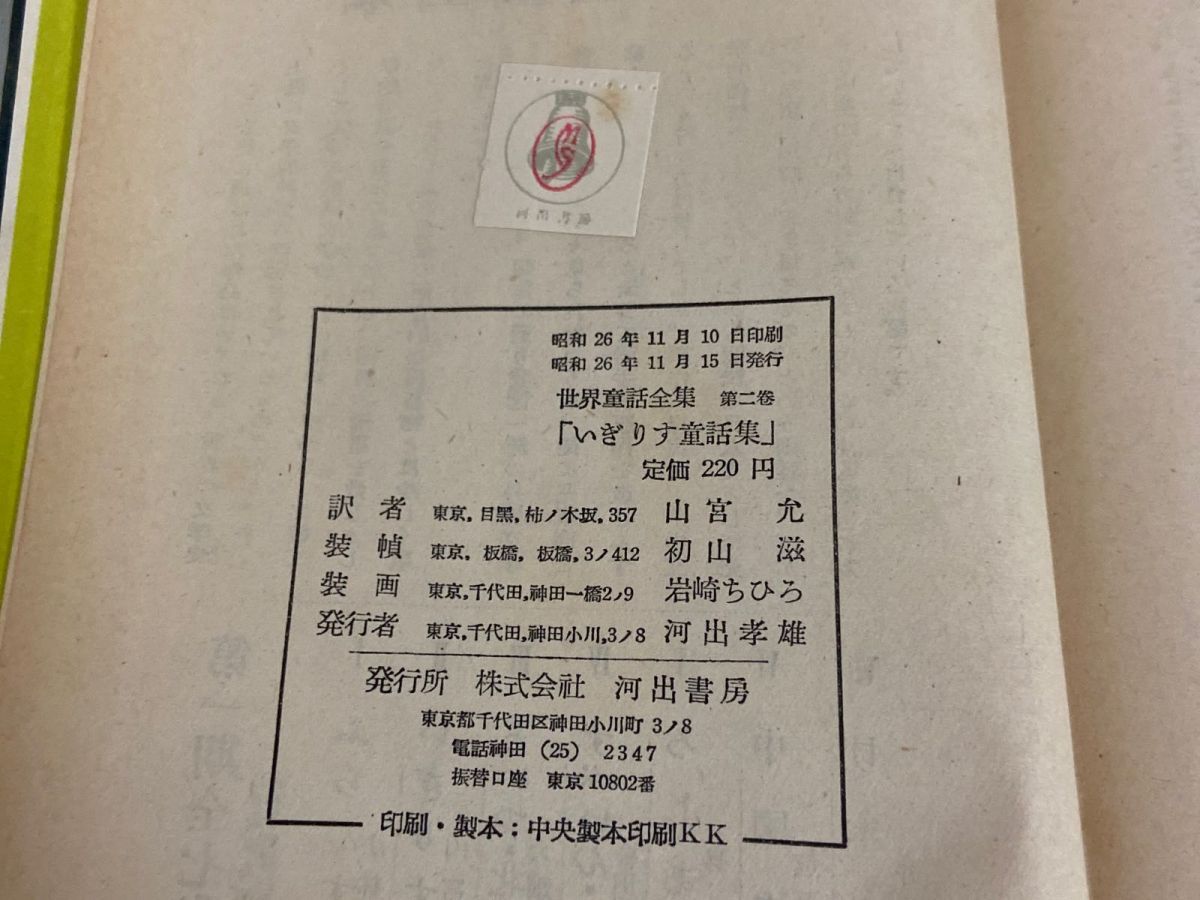 MS
河出書房
昭和 26 年 11 月 10 日印刷
昭和 26 年 11 月 15 日発行
世界童話全集 第二巻
「いぎりす童話集」
定価 220 円
訳者 東京,目黒,柿ノ木坂,357 山宮允
装幀 東京,板橋,板橋,3ノ412 初山滋
装画 東京,千代田,神田一橋2ノ9 岩崎ちひろ
発行者 東京,千代田,神田小川,3ノ8 河出孝雄
発行所 株式会社 河出書房
東京都千代田区神田小川町 3ノ8
電話神田 (25) 2347
振替口座 東京10802番
印刷・製本:中央製本印刷KK